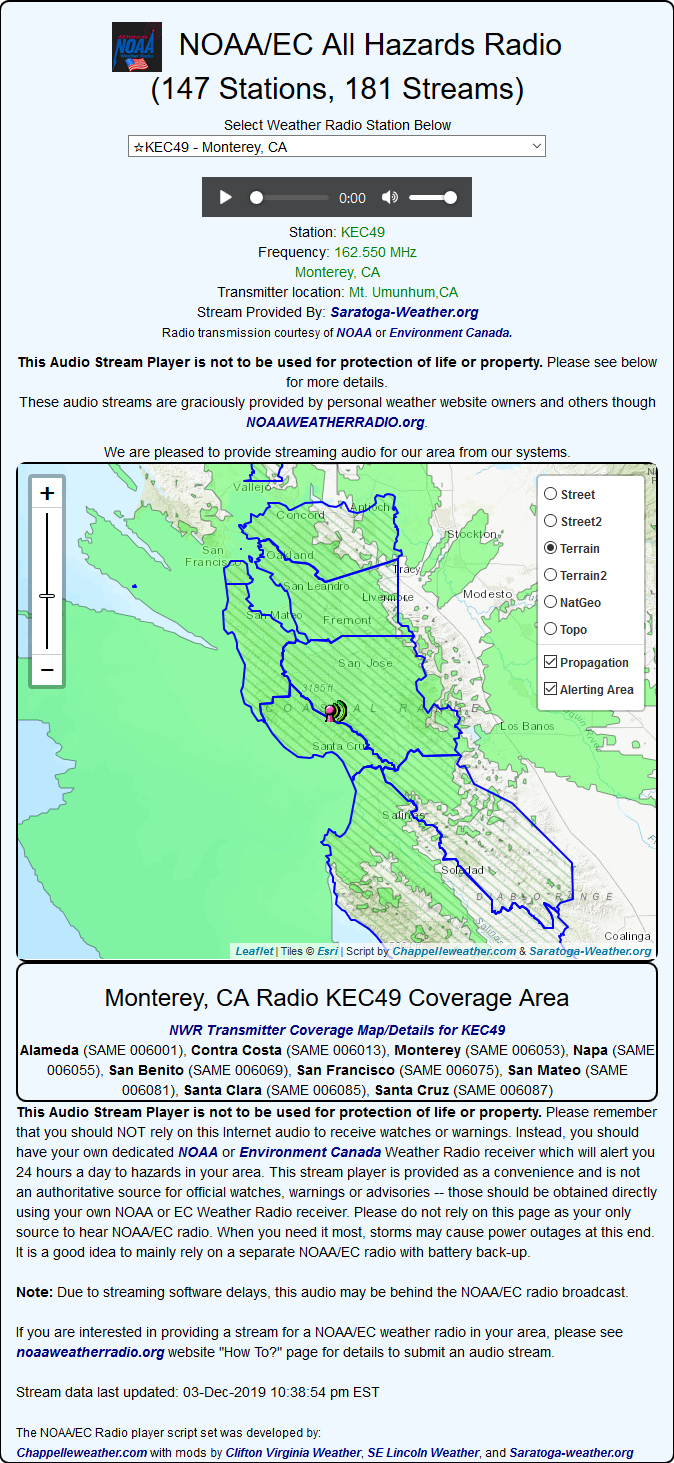 All Hazards
NOAA
Weather Radio
NOAA/EC All Hazards Radio
(147 Stations, 181 Streams)
Select Weather Radio Station Below
☆KEC49 - Monterey, CA
0:00
Station: KEC49
Frequency: 162.550 MHz
Monterey, CA
Transmitter location: Mt. Umunhum,CA
Stream Provided By: Saratoga-Weather.org
Radio transmission courtesy of NOAA or Environment Canada.
This Audio Stream Player is not to be used for protection of life or property. Please see below
for more details.
These audio streams are graciously provided by personal weather website owners and others though
NOAAWEATHERRADIO.org.
We are pleased to provide streaming audio for our area from our systems.
+
−
Street
Street2
Terrain
Terrain2
NatGeo
Topo
Propagation
Alerting Area
Vallejo
Concord
Antioch
Stockton
San
Francisco
Oakland
Tracy
San Leandro
Livermore
Modesto
San Mateo
Fremont
San Jose
3185 ft
COASTAL RANGE
Los Banos
Santa Cruz
Salinas
Soledad
DIABLO RANGE
Salinas
Coalinga
Leaflet | Tiles © Esri | Script by Chappelleweather.com & Saratoga-Weather.org
Monterey, CA Radio KEC49 Coverage Area
NWR Transmitter Coverage Map/Details for KEC49
Alameda (SAME 006001), Contra Costa (SAME 006013), Monterey (SAME 006053), Napa (SAME
006055), San Benito (SAME 006069), San Francisco (SAME 006075), San Mateo (SAME
006081), Santa Clara (SAME 006085), Santa Cruz (SAME 006087)
This Audio Stream Player is not to be used for protection of life or property. Please remember
that you should NOT rely on this Internet audio to receive watches or warnings. Instead, you should
have your own dedicated NOAA or Environment Canada Weather Radio receiver which will alert you
24 hours a day to hazards in your area. This stream player is provided as a convenience and is not
an authoritative source for official watches, warnings or advisories -- those should be obtained directly
using your own NOAA or EC Weather Radio receiver. Please do not rely on this page as your only
source to hear NOAA/EC radio. When you need it most, storms may cause power outages at this end.
It is a good idea to mainly rely on a separate NOAA/EC radio with battery back-up.
Note: Due to streaming software delays, this audio may be behind the NOAA/EC radio broadcast.
If you are interested in providing a stream for a NOAA/EC weather radio in your area, please see
noaaweatherradio.org website "How To?" page for details to submit an audio stream.
Stream data last updated: 03-Dec-2019 10:38:54 pm EST
The NOAA/EC Radio player script set was developed by:
Chappelleweather.com with mods by Clifton Virginia Weather, SE Lincoln Weather, and Saratoga-weather.org